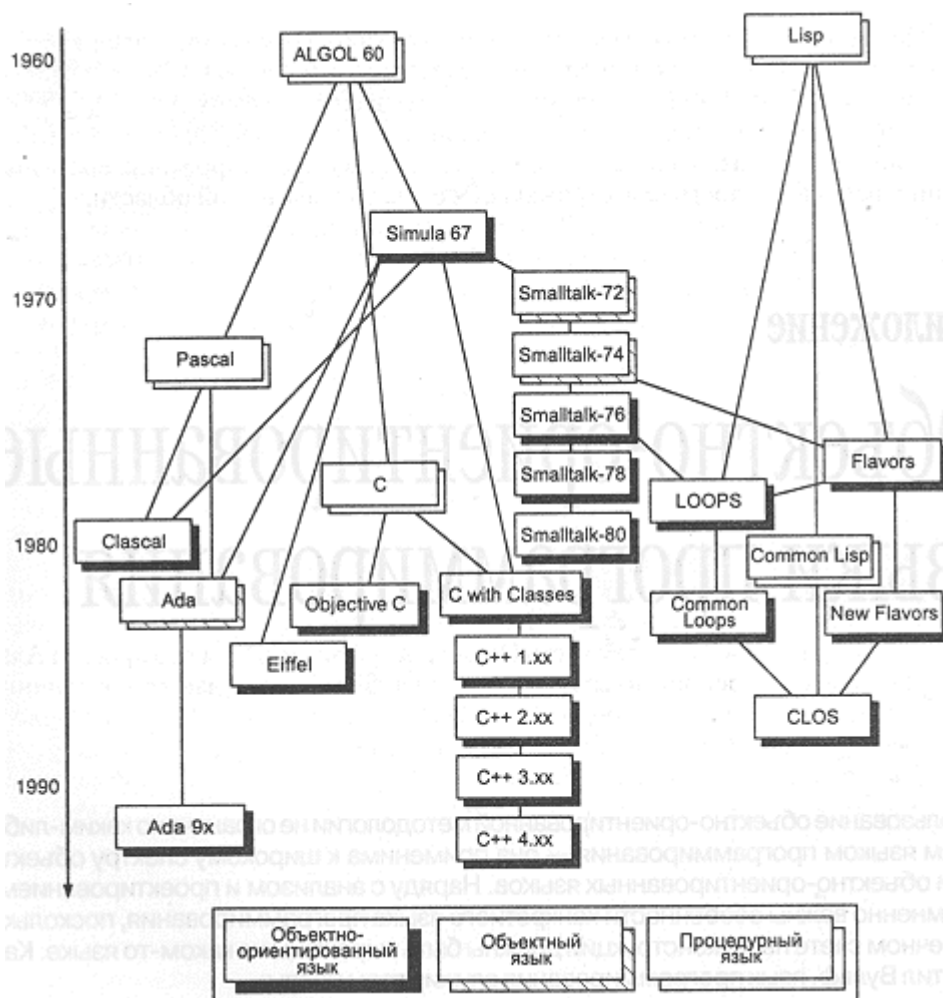 1960
ALGOL 60
Lisp
Simula 67
1970
Smalltalk-72
Smalltalk-74
Pascal
Smalltalk-76
Flavors
C
Smalltalk-78
LOOPS
Clascal
Smalltalk-80
1980
Common Lisp
Ada
Objective C
C with Classes
Common
Loops
New Flavors
Eiffel
C++ 1.xx
C++ 2.xx
CLOS
C++ 3.xx
1990
Ada 9x
C++ 4.xx
Объектно-
ориентированный
язык
Объектный
язык
Процедурный
язык